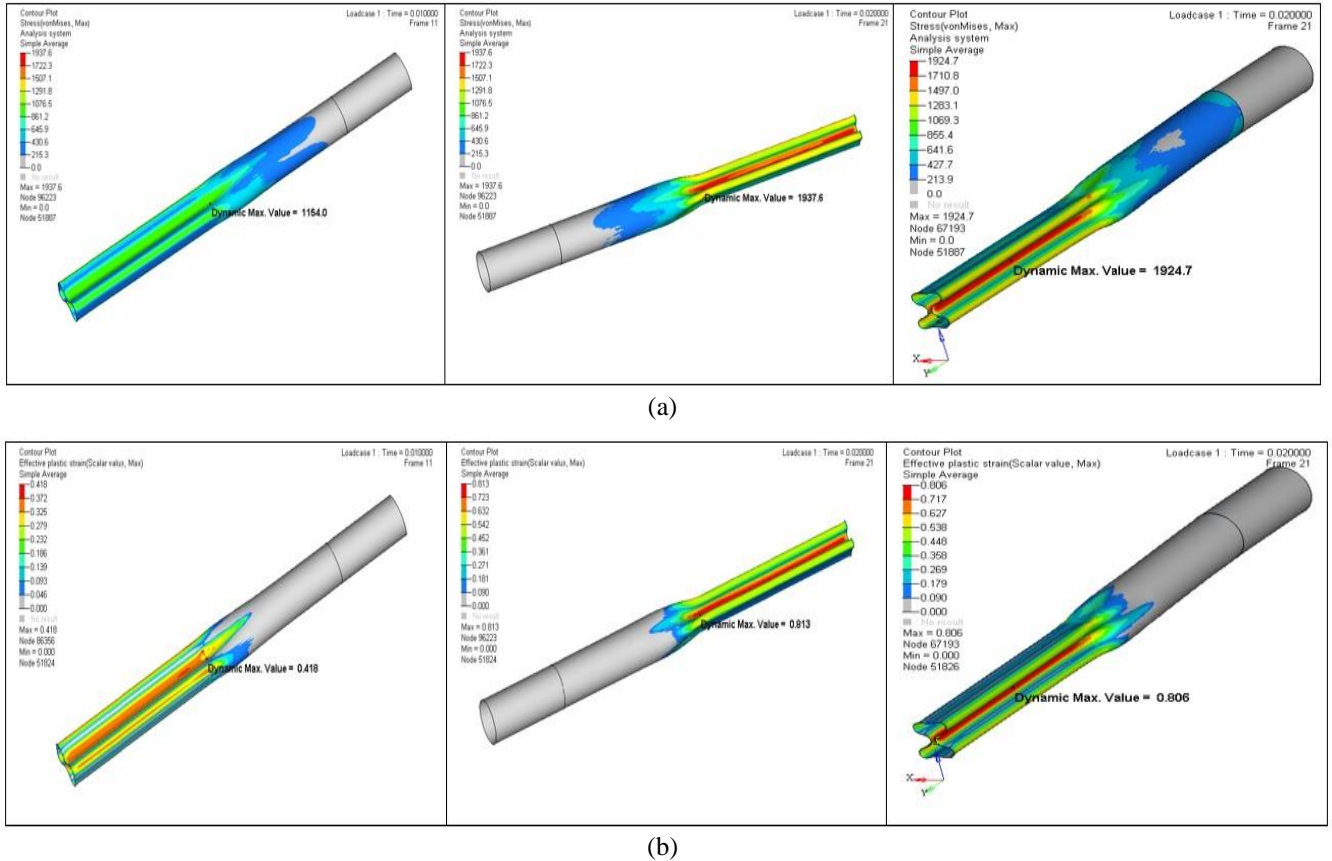 Contour Plot
Stress(vonMises, Max)
Analysis system
Simple Average
1937.6
1722.3
1507.1
1291.8
1076.5
861.2
645.9
430.6
215.3
0.0
No result
Max = 1937.6
Node 96223
Min = 0.0
Node 51887
Loadcase 1 : Time = 0.010000
Frame 11
Dynamic Max. Value = 1154.0
Contour Plot
Stress(vonMises, Max)
Analysis system
Simple Average
1937.6
1722.3
1507.1
1291.8
1076.5
861.2
645.9
430.6
215.3
0.0
No result
Max = 1937.6
Node 96223
Min = 0.0
Node 51887
Loadcase 1 : Time = 0.020000
Frame 21
Dynamic Max. Value = 1937.6
Contour Plot
Stress(vonMises, Max)
Analysis system
Simple Average
1924.7
1710.8
1497.0
1283.1
1069.3
855.4
641.6
427.7
213.9
0.0
No result
Max = 1924.7
Node 67193
Min = 0.0
Node 51887
Loadcase 1 : Time = 0.020000
Frame 21
Dynamic Max. Value = 1924.7
X
Y
(a)
Contour Plot
Effective plastic strain(Scalar value, Max)
Simple Average
0.418
0.372
0.325
0.279
0.232
0.186
0.139
0.093
0.046
0.000
No result
Max = 0.418
Node 86356
Min = 0.000
Node 51824
Loadcase 1 : Time = 0.010000
Frame 11
Dynamic Max. Value = 0.418
Contour Plot
Effective plastic strain(Scalar value, Max)
Simple Average
0.813
0.723
0.632
0.542
0.452
0.361
0.271
0.181
0.090
0.000
No result
Max = 0.813
Node 96223
Min = 0.000
Node 51824
Loadcase 1 : Time = 0.020000
Frame 21
Dynamic Max. Value = 0.813
Contour Plot
Effective plastic strain(Scalar value, Max)
Simple Average
0.806
0.717
0.627
0.538
0.448
0.358
0.269
0.179
0.090
0.000
No result
Max = 0.806
Node 67193
Min = 0.000
Node 51826
Loadcase 1 : Time = 0.020000
Frame 21
Dynamic Max. Value = 0.806
X
Y
(b)